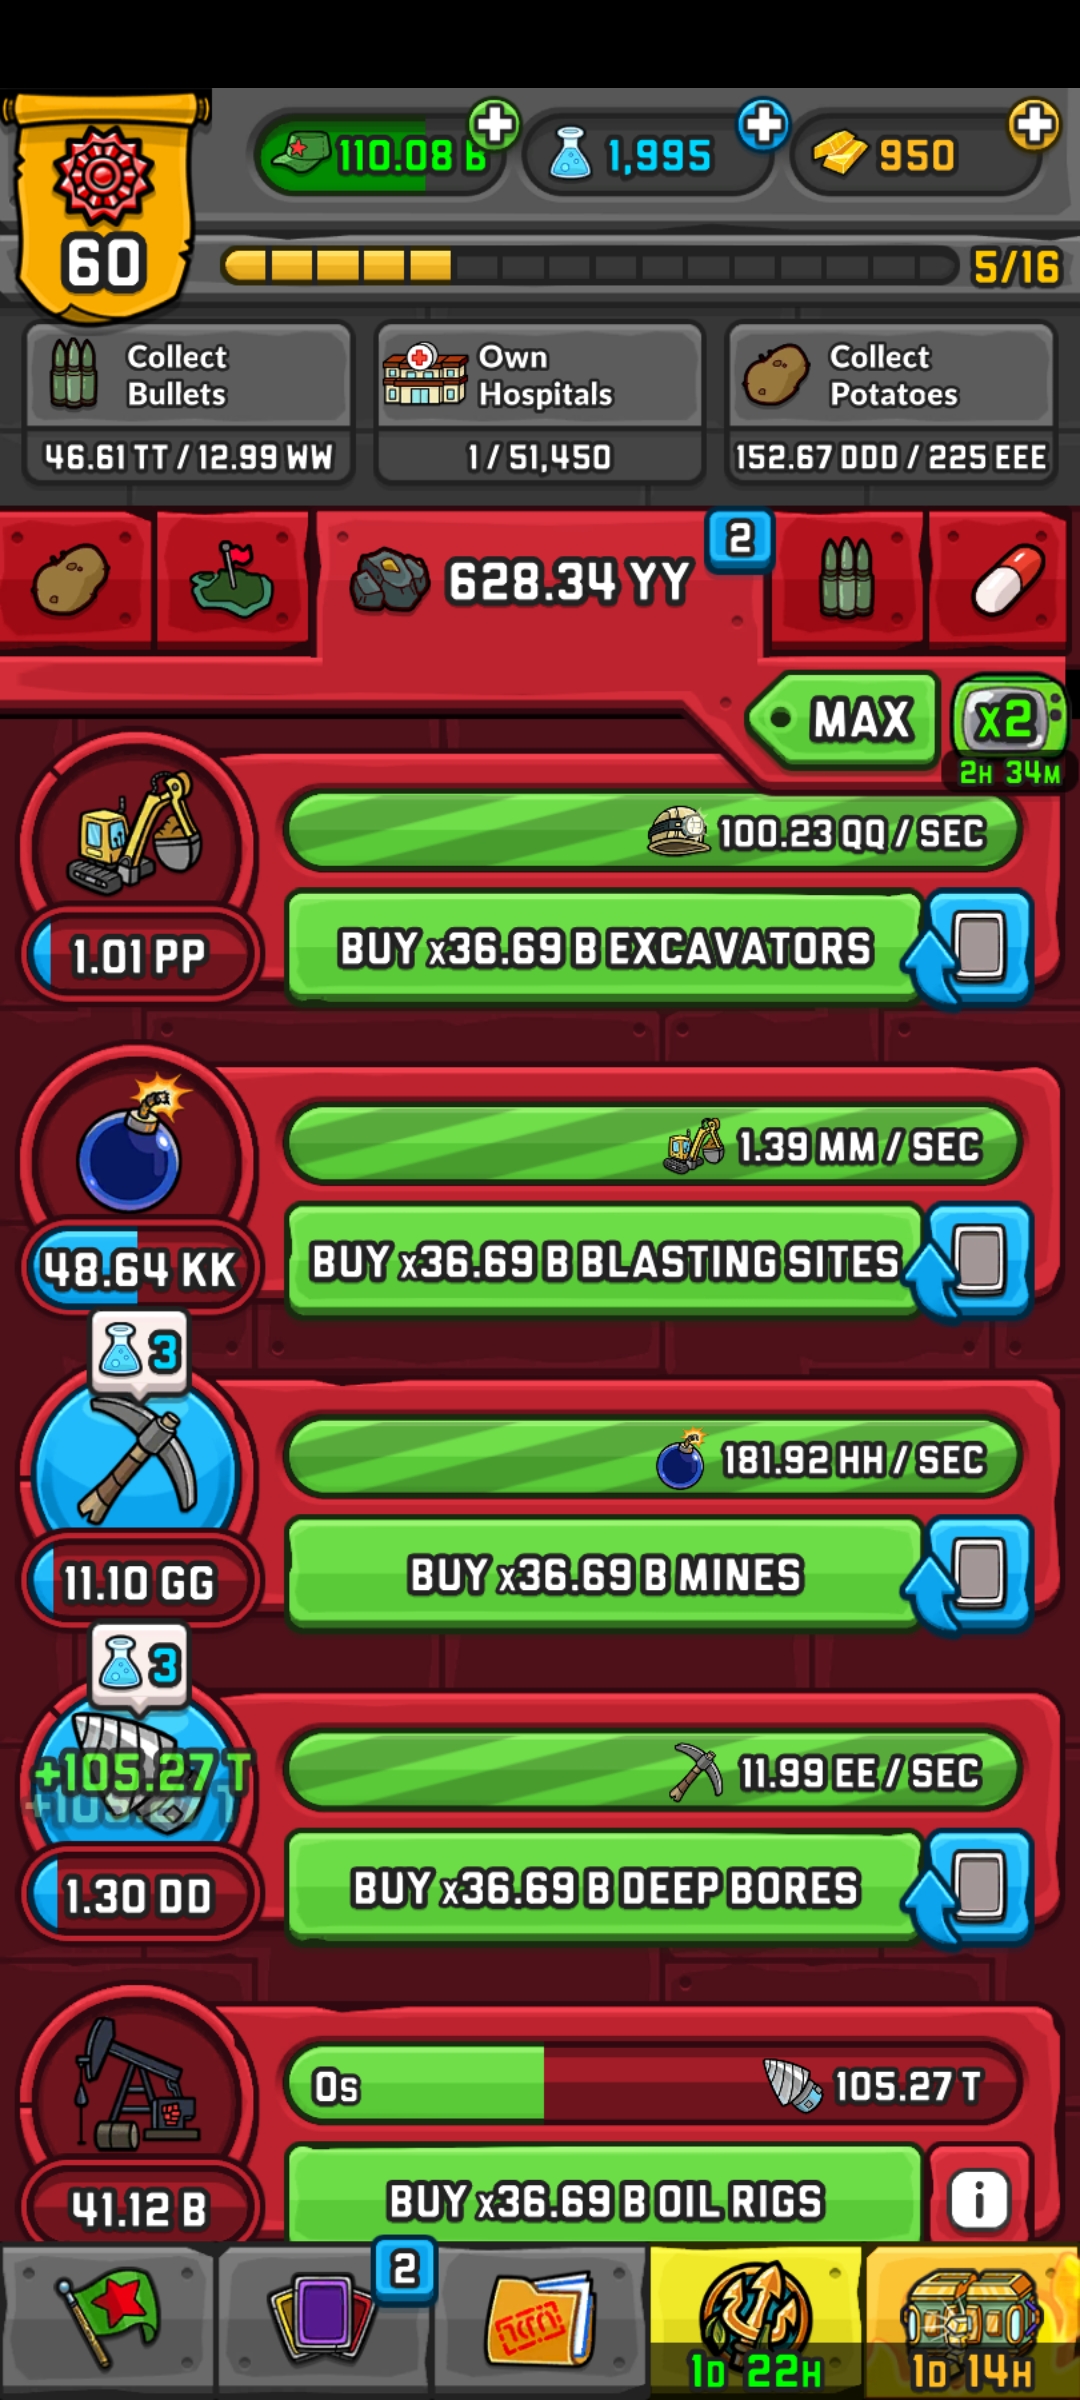 110.08 B
1,995
950
60
5/16
Collect
Bullets
Own
Hospitals
Collect
Potatoes
46.61 TT / 12.99 WW
1 / 51,450
152.67 DDD / 225 EEE
628.34 YY
2
MAX
x2
2H 34M
100.23 QQ / SEC
1.01 PP
BUY x36.69 B EXCAVATORS
1.39 MM / SEC
48.64 KK
BUY x36.69 B BLASTING SITES
3
181.92 HH / SEC
11.10 GG
BUY x36.69 B MINES
3
+105.27 T
+105.27 T
11.99 EE / SEC
1.30 DD
BUY x36.69 B DEEP BORES
0s
105.27 T
41.12 B
BUY x36.69 B OIL RIGS
i
2
1D 22H
1D 14H